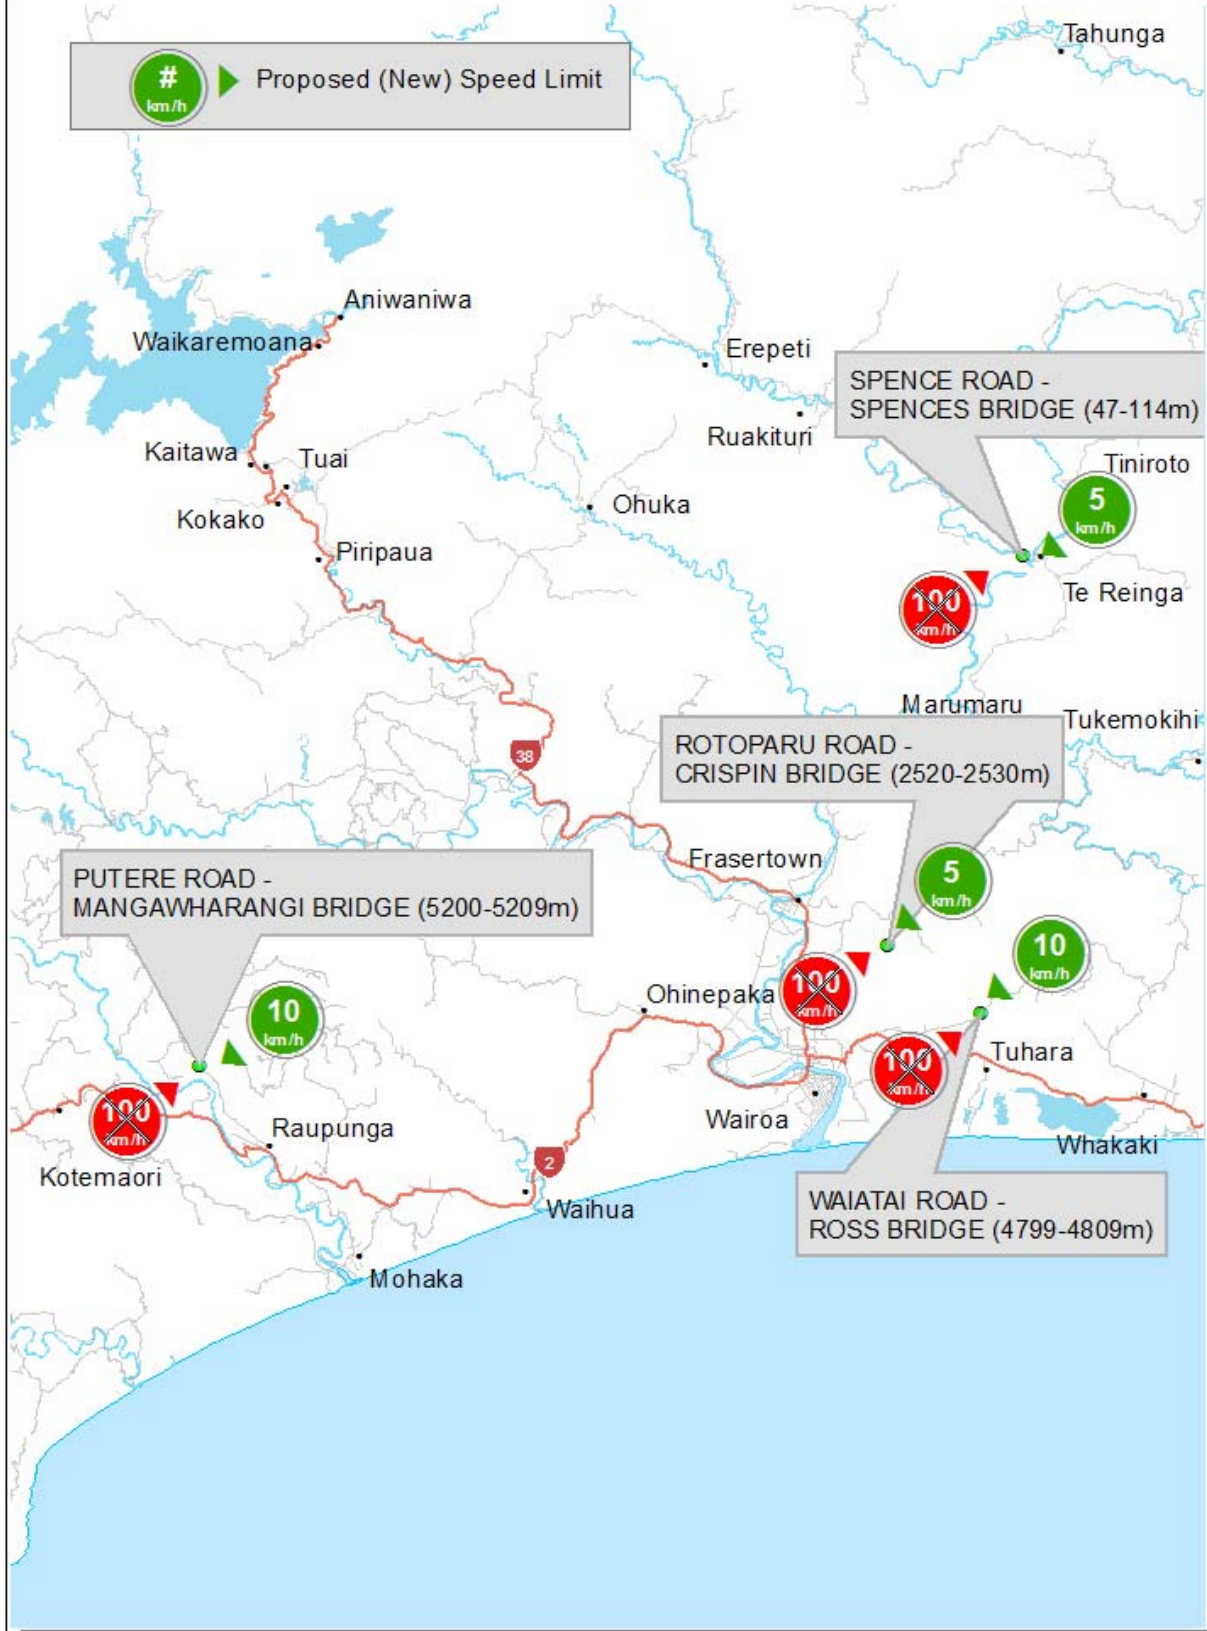 Tahunga
#
km/h
Proposed (New) Speed Limit
Aniwaniwa
Waikaremoana
Erepeti
SPENCE ROAD -
SPENCES BRIDGE (47-114m)
Ruakituri
Kaitawa
Tuai
Tiniroto
5
km/h
Ohuka
Kokako
Piripaua
Te Reinga
100
km/h
Marumaru
Tukemokihi
ROTOPARU ROAD -
CRISPIN BRIDGE (2520-2530m)
38
Frasertown
PUTERE ROAD -
MANGAWHARANGI BRIDGE (5200-5209m)
5
km/h
10
km/h
100
km/h
Ohinepaka
10
km/h
Tuhara
100
km/h
100
km/h
Wairoa
Raupunga
Whakaki
Kotemaori
2
Waihua
WAIATAI ROAD -
ROSS BRIDGE (4799-4809m)
Mohaka